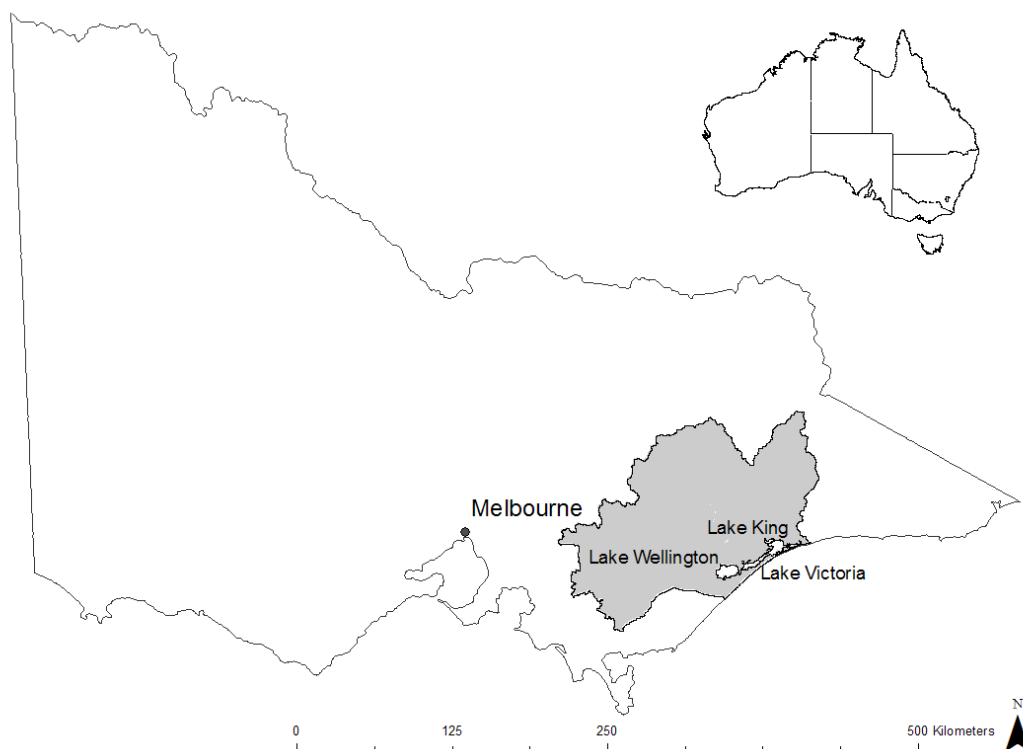 Melbourne
Lake King
Lake Wellington
Lake Victoria
N
0 125 250 500 Kilometers